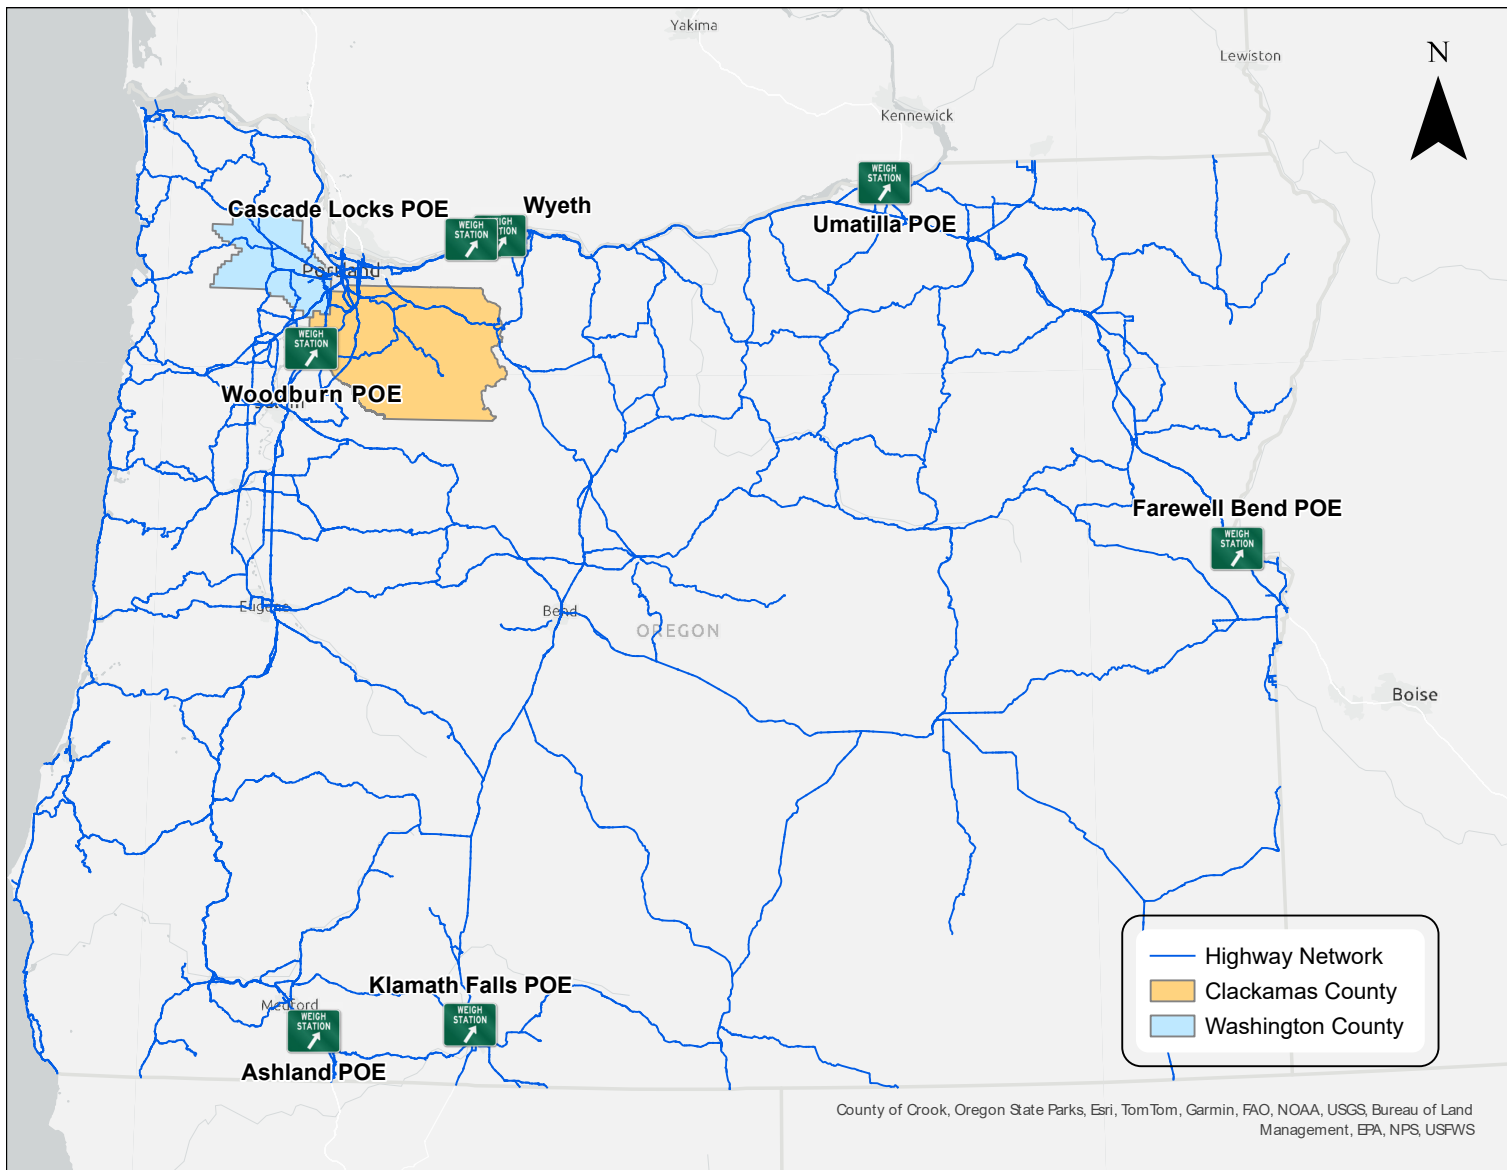 Yakima
Lewiston
N
Kennewick
WEIGH
STATION
Umatilla POE
Cascade Locks POE
Wyeth
WEIGH
STATION
Portland
WEIGH
STATION
Woodburn POE
Farewell Bend POE
WEIGH
STATION
Eugene
Bend
OREGON
Boise
Klamath Falls POE
WEIGH
STATION
Medford
WEIGH
STATION
Ashland POE
Highway Network
Clackamas County
Washington County
County of Crook, Oregon State Parks, Esri, TomTom, Garmin, FAO, NOAA, USGS, Bureau of Land
Management, EPA, NPS, USFWS